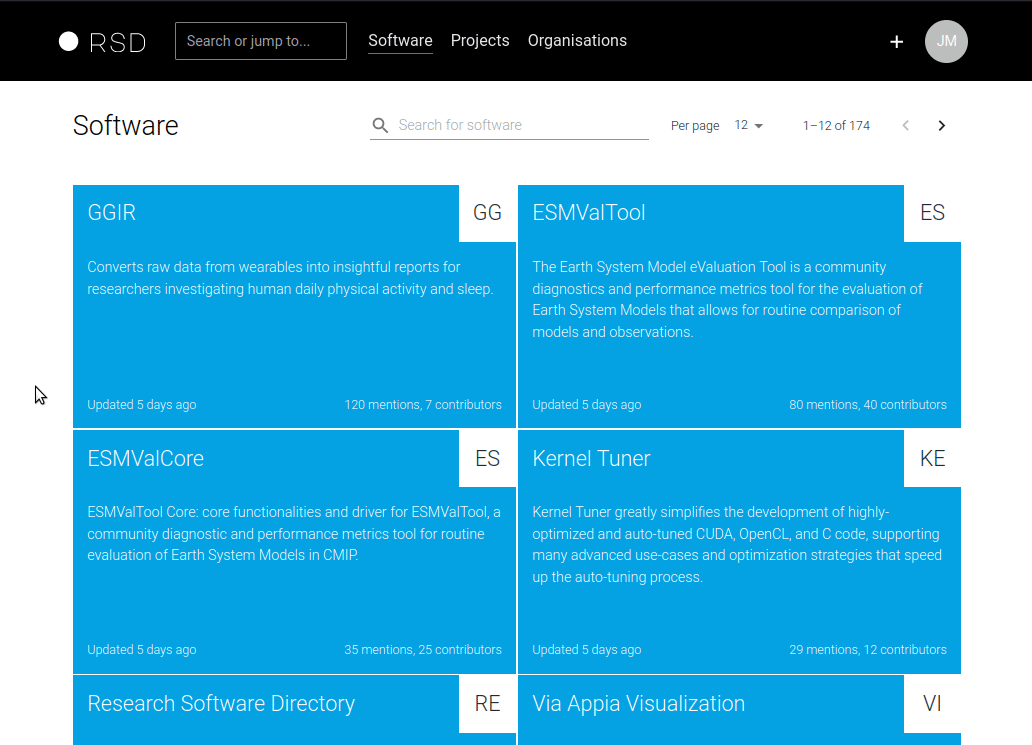 RSD
Search or jump to...
Software
Projects
Organisations
+
JM
Software
Search for software
Per page
12
1–12 of 174
GGIR
GG
Converts raw data from wearables into insightful reports for
researchers investigating human daily physical activity and sleep.
Updated 5 days ago
120 mentions, 7 contributors
ESMValTool
ES
The Earth System Model eValuation Tool is a community
diagnostics and performance metrics tool for the evaluation of
Earth System Models that allows for routine comparison of
models and observations.
Updated 5 days ago
80 mentions, 40 contributors
ESMValCore
ES
ESMValTool Core: core functionalities and driver for ESMValTool, a
community diagnostic and performance metrics tool for routine
evaluation of Earth System Models in CMIP.
Updated 5 days ago
35 mentions, 25 contributors
Kernel Tuner
KE
Kernel Tuner greatly simplifies the development of highly-
optimized and auto-tuned CUDA, OpenCL, and C code, supporting
many advanced use-cases and optimization strategies that speed
up the auto-tuning process.
Updated 5 days ago
29 mentions, 12 contributors
Research Software Directory
RE
Via Appia Visualization
VI